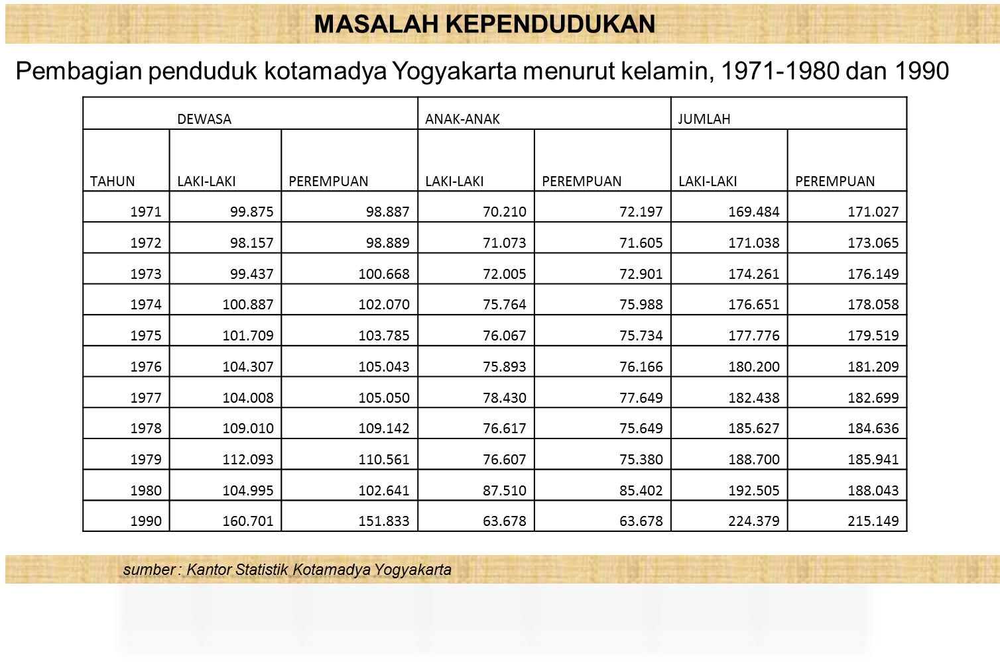 MASALAH KEPENDUDUKAN
Pembagian penduduk kotamadya Yogyakarta menurut kelamin, 1971-1980 dan 1990
DEWASA ANAK-ANAK JUMLAH
TAHUN LAKI-LAKI PEREMPUAN LAKI-LAKI PEREMPUAN LAKI-LAKI PEREMPUAN
1971 99.875 98.887 70.210 72.197 169.484 171.027
1972 98.157 98.889 71.073 71.605 171.038 173.065
1973 99.437 100.668 72.005 72.901 174.261 176.149
1974 100.887 102.070 75.764 75.988 176.651 178.058
1975 101.709 103.785 76.067 75.734 177.776 179.519
1976 104.307 105.043 75.893 76.166 180.200 181.209
1977 104.008 105.050 78.430 77.649 182.438 182.699
1978 109.010 109.142 76.617 75.649 185.627 184.636
1979 112.093 110.561 76.607 75.380 188.700 185.941
1980 104.995 102.641 87.510 85.402 192.505 188.043
1990 160.701 151.833 63.678 63.678 224.379 215.149
sumber : Kantor Statistik Kotamadya Yogyakarta